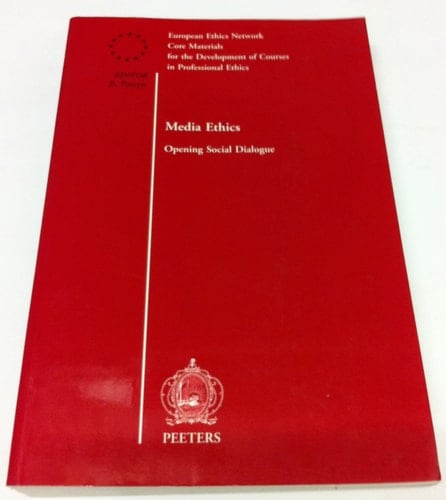 European Ethics Network
Core Materials
for the Development of Courses
in Professional Ethics
EDITOR
B. Pattyn
Media Ethics
Opening Social Dialogue
PEETERS